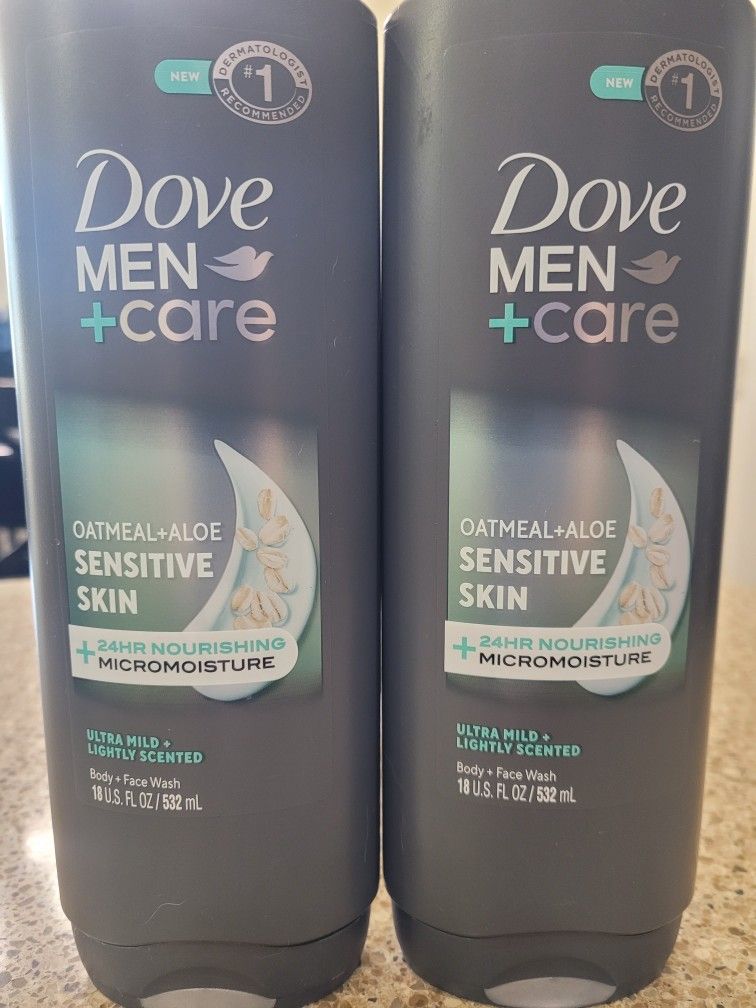 NEW
DERMATOLOGIST
#1
RECOMMENDED
Dove
MEN
+care
OATMEAL+ALOE
SENSITIVE
SKIN
+24HR NOURISHING
MICROMOISTURE
ULTRA MILD +
LIGHTLY SCENTED
Body + Face Wash
18 U.S. FL OZ / 532 mL
NEW
DERMATOLOGIST
#1
RECOMMENDED
Dove
MEN
+care
OATMEAL+ALOE
SENSITIVE
SKIN
+24HR NOURISHING
MICROMOISTURE
ULTRA MILD +
LIGHTLY SCENTED
Body + Face Wash
18 U.S. FL OZ / 532 mL